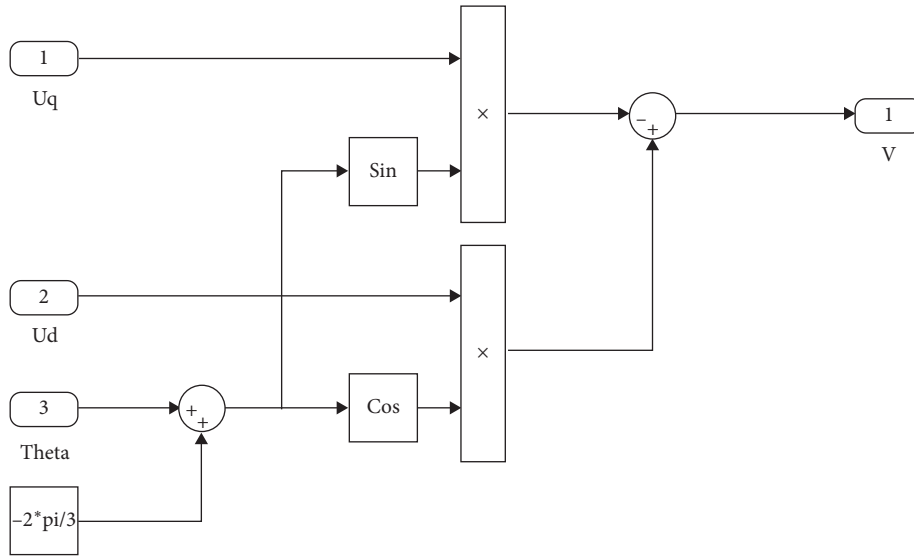 1
Uq
×
Sin
–
+
1
V
2
Ud
×
3
Theta
+
+
Cos
–2*pi/3